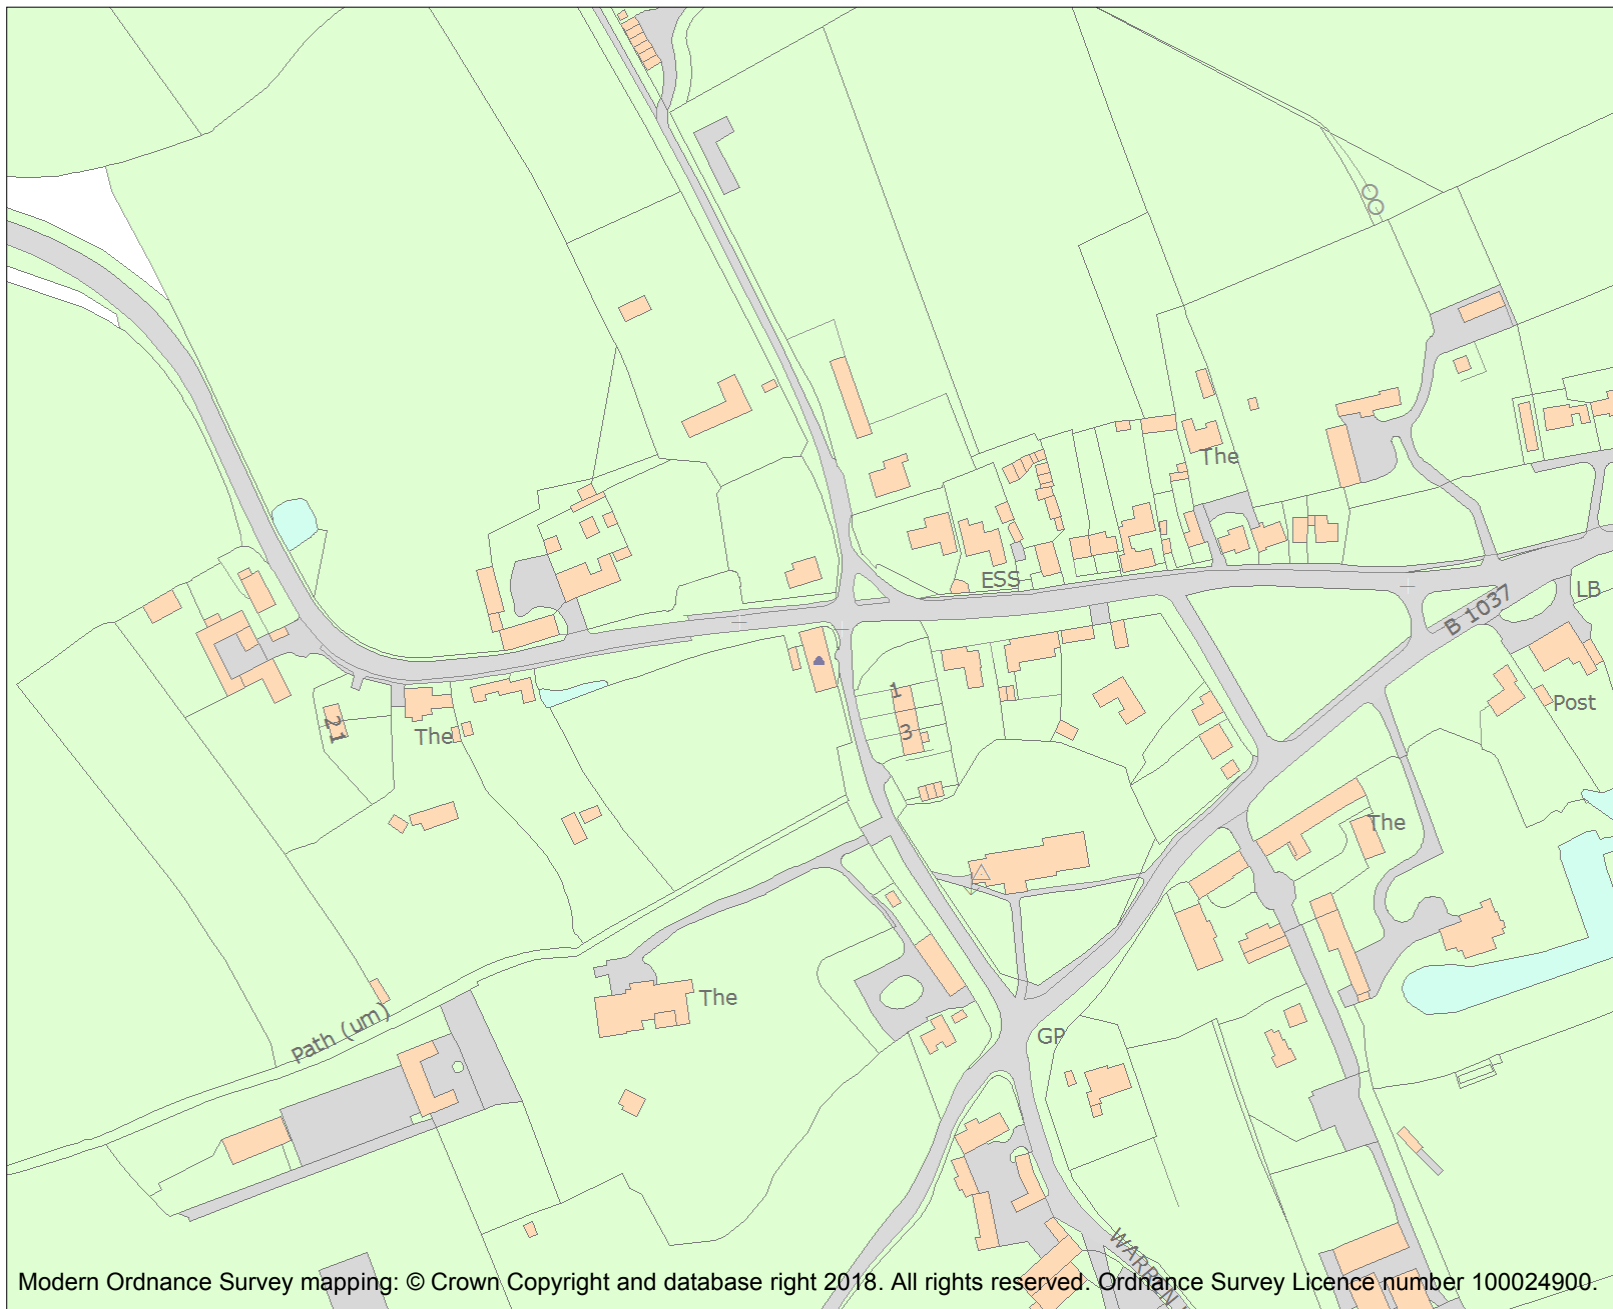 The
ESS
B 1037
LB
Post
1
3
21
The
The
The
GP
Path (um)
WARREN
Modern Ordnance Survey mapping: © Crown Copyright and database right 2018. All rights reserved. Ordnance Survey Licence number 100024900.